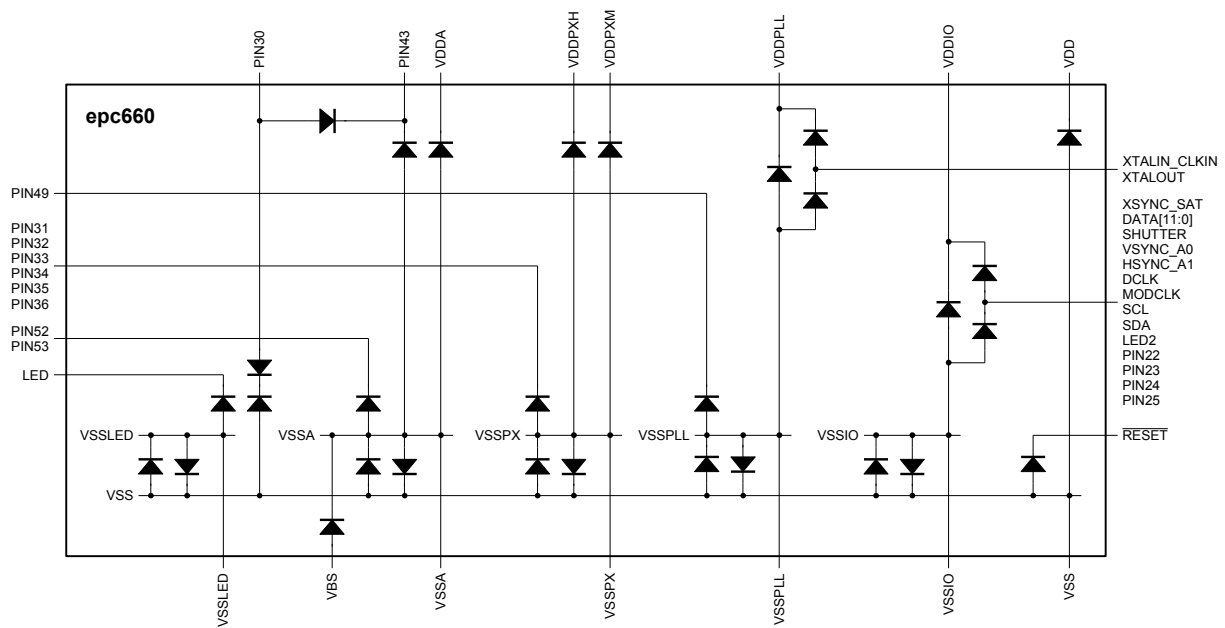 PIN30
PIN43
VDDA
VDDPXH
VDDPXM
VDDPLL
VDDIO
VDD
epc660
XTALIN_CLKIN
XTALOUT
PIN49
XSYNC_SAT
DATA[11:0]
SHUTTER
VSYNC_A0
HSYNC_A1
DCLK
MODCLK
SCL
SDA
LED2
PIN22
PIN23
PIN24
PIN25
PIN31
PIN32
PIN33
PIN34
PIN35
PIN36
PIN52
PIN53
LED
VSSLED
VSSA
VSSPX
VSSPLL
VSSIO
RESET
VSS
VSSLED
VBS
VSSA
VSSPX
VSSPLL
VSSIO
VSS